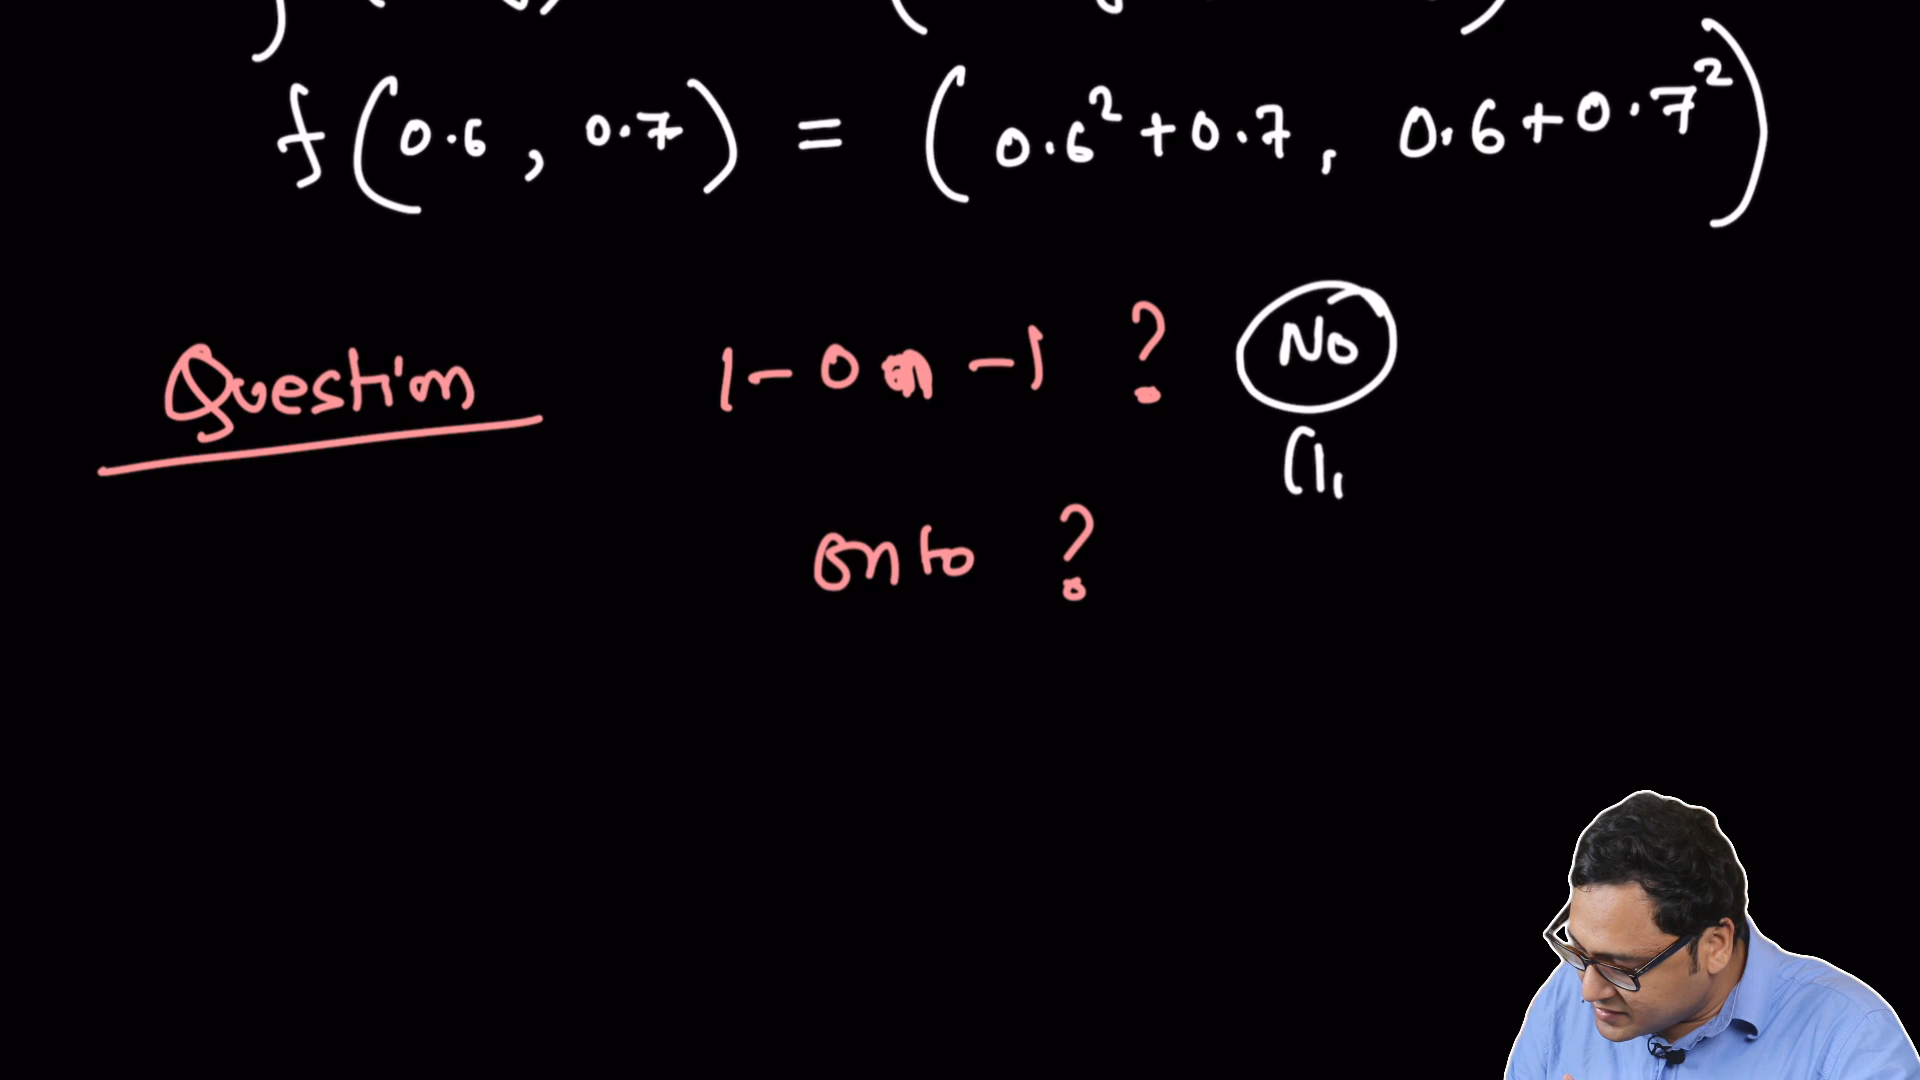 f(0.6, 0.7) = (0.6² + 0.7, 0.6 + 0.7²)
Question 1-0n-1 ? No
(1,
onto ?